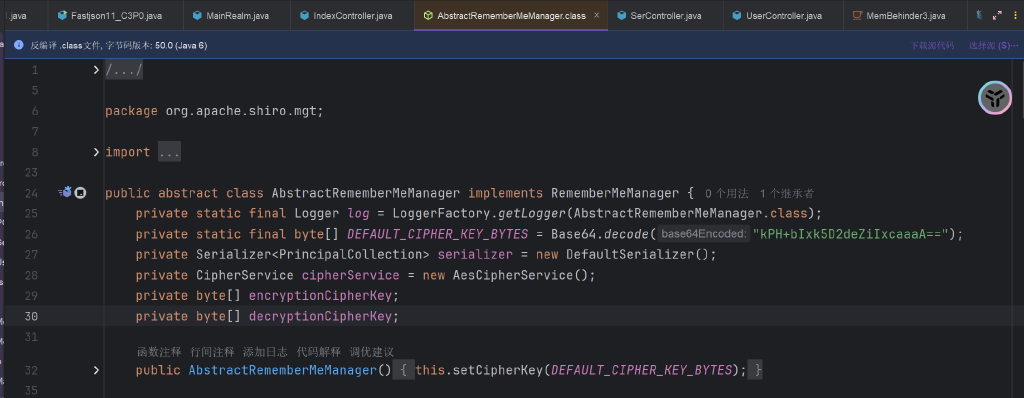 .java Fastjson11_C3P0.java MainRealm.java IndexController.java AbstractRememberMeManager.class × SerController.java UserController.java MemBehinder3.java
反编译 .class文件, 字节码版本: 50.0 (Java 6) 下载源代码 选择源 (S)...
1 /.../
5
6 package org.apache.shiro.mgt;
7
8 import ...
23
24 public abstract class AbstractRememberMeManager implements RememberMeManager { 0个用法 1个继承者
25 private static final Logger log = LoggerFactory.getLogger(AbstractRememberMeManager.class);
26 private static final byte[] DEFAULT_CIPHER_KEY_BYTES = Base64.decode( base64Encoded: "kPH+bIxk5D2deZiIxcaaaA==");
27 private Serializer<PrincipalCollection> serializer = new DefaultSerializer();
28 private CipherService cipherService = new AesCipherService();
29 private byte[] encryptionCipherKey;
30 private byte[] decryptionCipherKey;
31
函数注释 行间注释 添加日志 代码解释 调优建议
32 public AbstractRememberMeManager() { this.setCipherKey(DEFAULT_CIPHER_KEY_BYTES); }
35